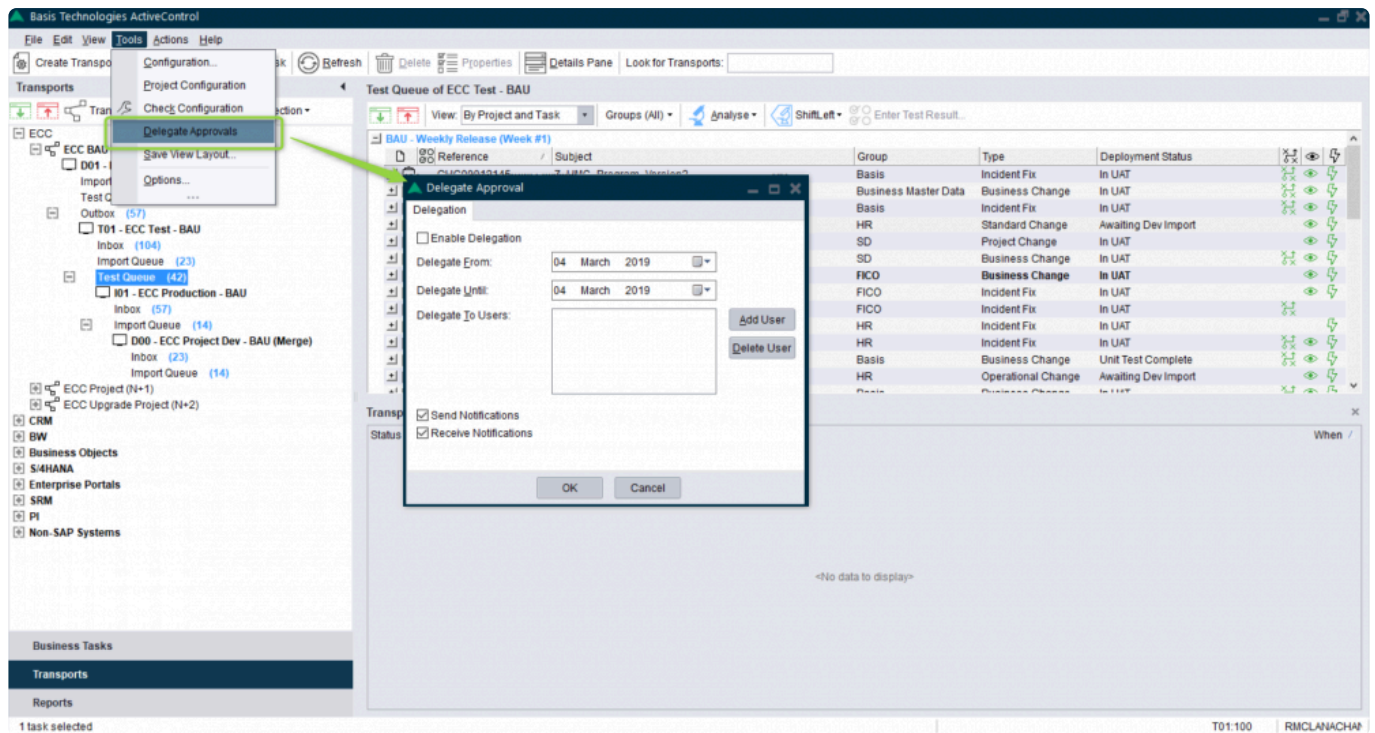 Basis Technologies ActiveControl
File Edit View Tools Actions Help
Create Transpo Refresh Delete Properties Details Pane Look for Transports:
Configuration...
Project Configuration
Check Configuration
Delegate Approvals
Save View Layout...
Options...
Transports
Tran
ection
ECC
ECC BAU
D01 -
Import
Test Q
Outbox (57)
T01 - ECC Test - BAU
Inbox (104)
Import Queue (23)
Test Queue (42)
I01 - ECC Production - BAU
Inbox (57)
Import Queue (14)
D00 - ECC Project Dev - BAU (Merge)
Inbox (23)
Import Queue (14)
ECC Project (N+1)
ECC Upgrade Project (N+2)
CRM
BW
Business Objects
S/4HANA
Enterprise Portals
SRM
PI
Non-SAP Systems
Business Tasks
Transports
Reports
1 task selected
Test Queue of ECC Test - BAU
View: By Project and Task Groups (All) Analyse ShiftLeft Enter Test Result...
BAU - Weekly Release (Week #1)
Reference / Subject Group Type Deployment Status
Basis Incident Fix In UAT
Business Master Data Business Change In UAT
Basis Incident Fix In UAT
HR Standard Change Awaiting Dev Import
SD Project Change In UAT
SD Business Change In UAT
FICO Business Change In UAT
FICO Incident Fix In UAT
FICO Incident Fix In UAT
HR Incident Fix In UAT
HR Incident Fix In UAT
Basis Business Change Unit Test Complete
HR Operational Change Awaiting Dev Import
Delegate Approval
Delegation
Enable Delegation
Delegate From: 04 March 2019
Delegate Until: 04 March 2019
Delegate To Users:
Add User
Delete User
Send Notifications
Receive Notifications
OK Cancel
Transp
Status When /
<No data to display>
T01:100 RMCLANACHA